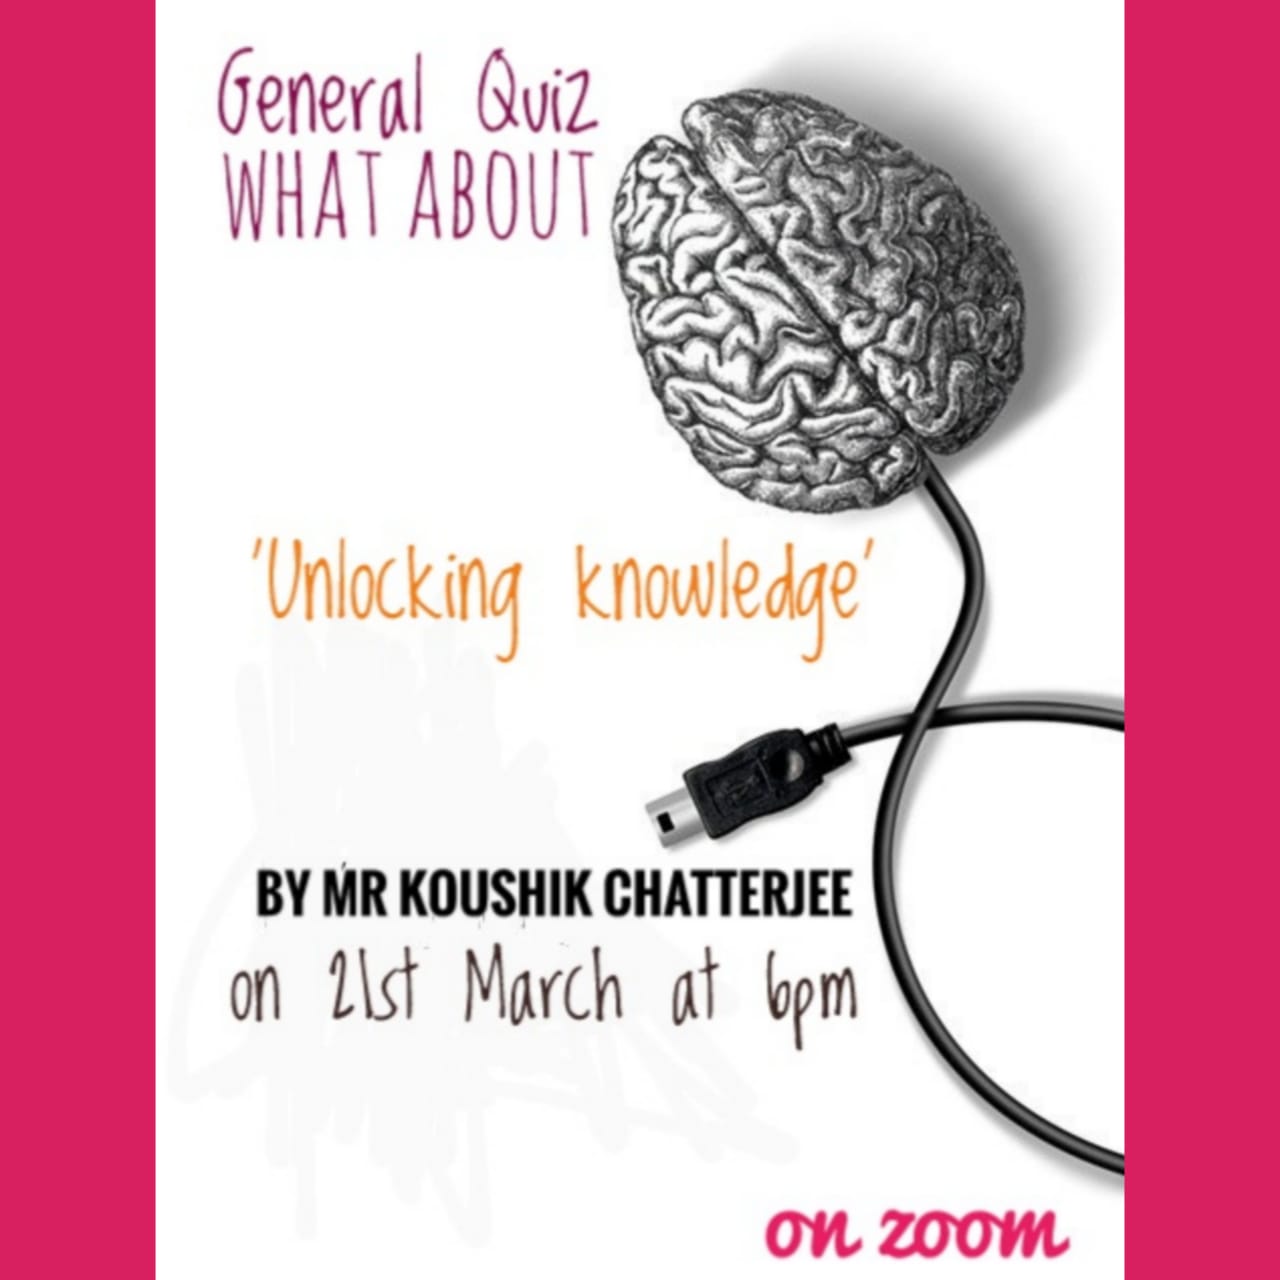 General Quiz
WHAT ABOUT
'Unlocking knowledge'
BY MR KOUSHIK CHATTERJEE
on 21st March at 6pm
on zoom